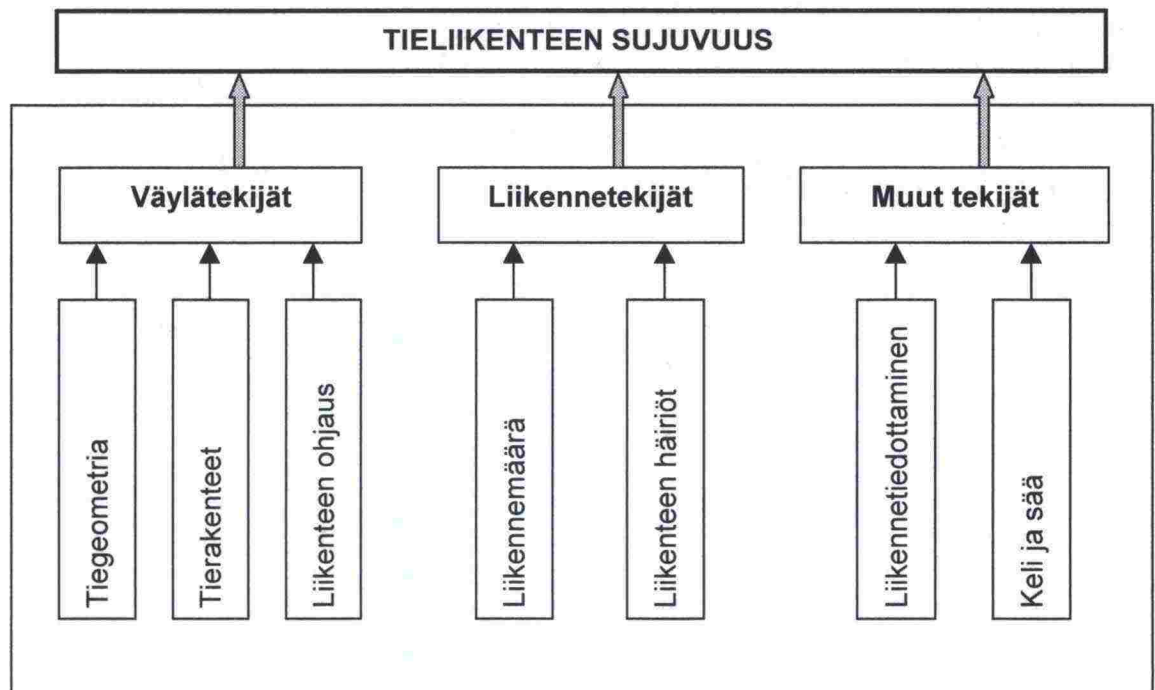 TIELIIKENTEEN SUJUVUUS
Väylätekijät
Liikennetekijät
Muut tekijät
Tiegeometria
Tierakenteet
Liikenteen ohjaus
Liikennemäärä
Liikenteen häiriöt
Liikennetiedottaminen
Keli ja sää